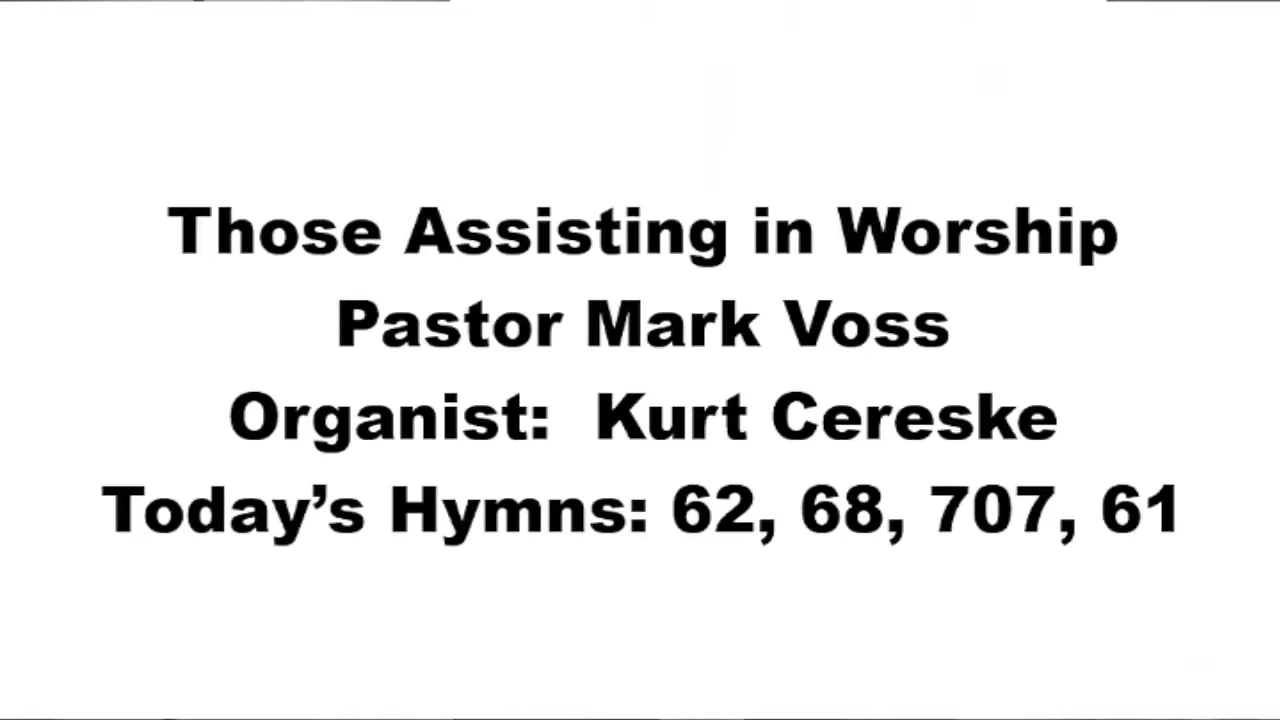 Those Assisting in Worship
Pastor Mark Voss
Organist:  Kurt Cereske
Today’s Hymns: 62, 68, 707, 61